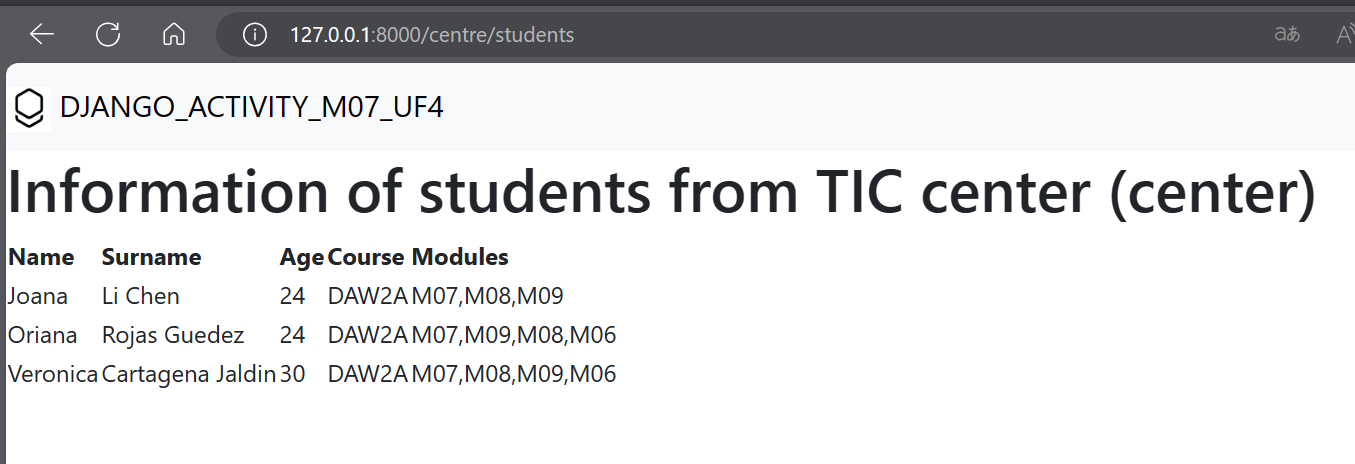 127.0.0.1:8000/centre/students
DJANGO_ACTIVITY_M07_UF4
Information of students from TIC center (center)
Name Surname Age Course Modules
Joana Li Chen 24 DAW2A M07,M08,M09
Oriana Rojas Guedez 24 DAW2A M07,M09,M08,M06
Veronica Cartagena Jaldin 30 DAW2A M07,M08,M09,M06